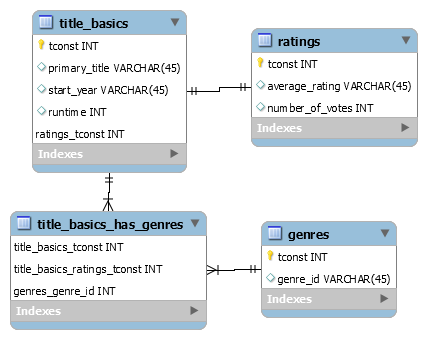 title_basics
tconst INT
primary_title VARCHAR(45)
start_year VARCHAR(45)
runtime INT
ratings_tconst INT
Indexes
ratings
tconst INT
average_rating VARCHAR(45)
number_of_votes INT
Indexes
title_basics_has_genres
title_basics_tconst INT
title_basics_ratings_tconst INT
genres_genre_id INT
Indexes
genres
tconst INT
genre_id VARCHAR(45)
Indexes